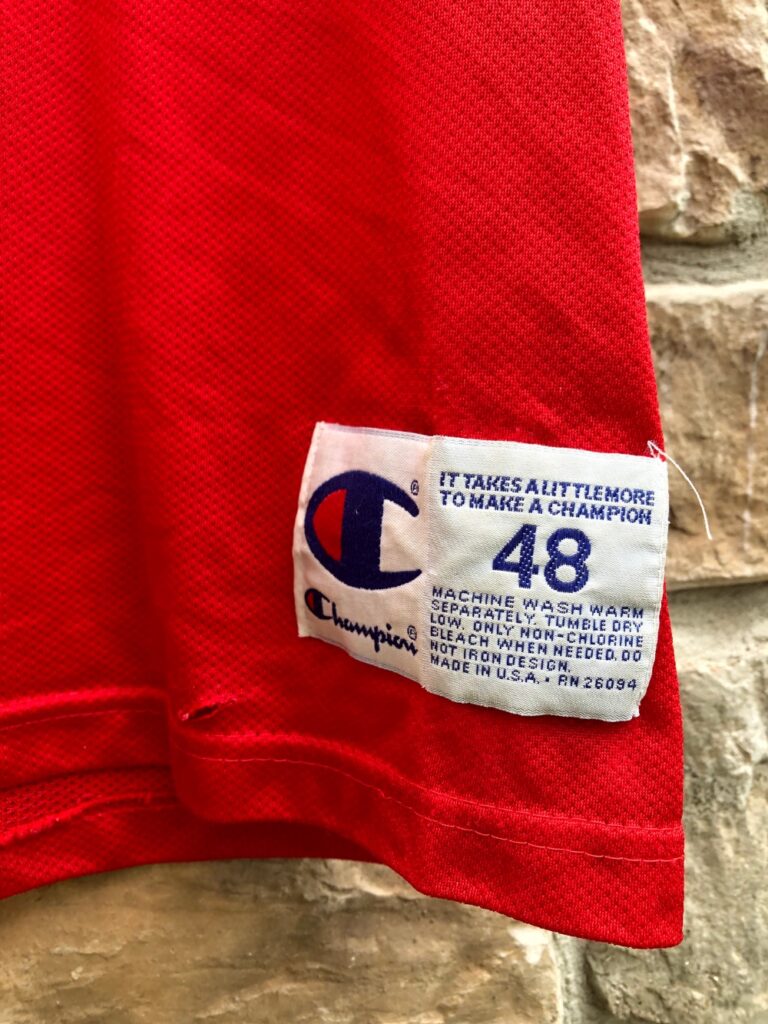 ®
Champion®
IT TAKES A LITTLE MORE
TO MAKE A CHAMPION
48
MACHINE WASH WARM
SEPARATELY. TUMBLE DRY
LOW. ONLY NON-CHLORINE
BLEACH WHEN NEEDED. DO
NOT IRON DESIGN.
MADE IN U.S.A. • RN 26094